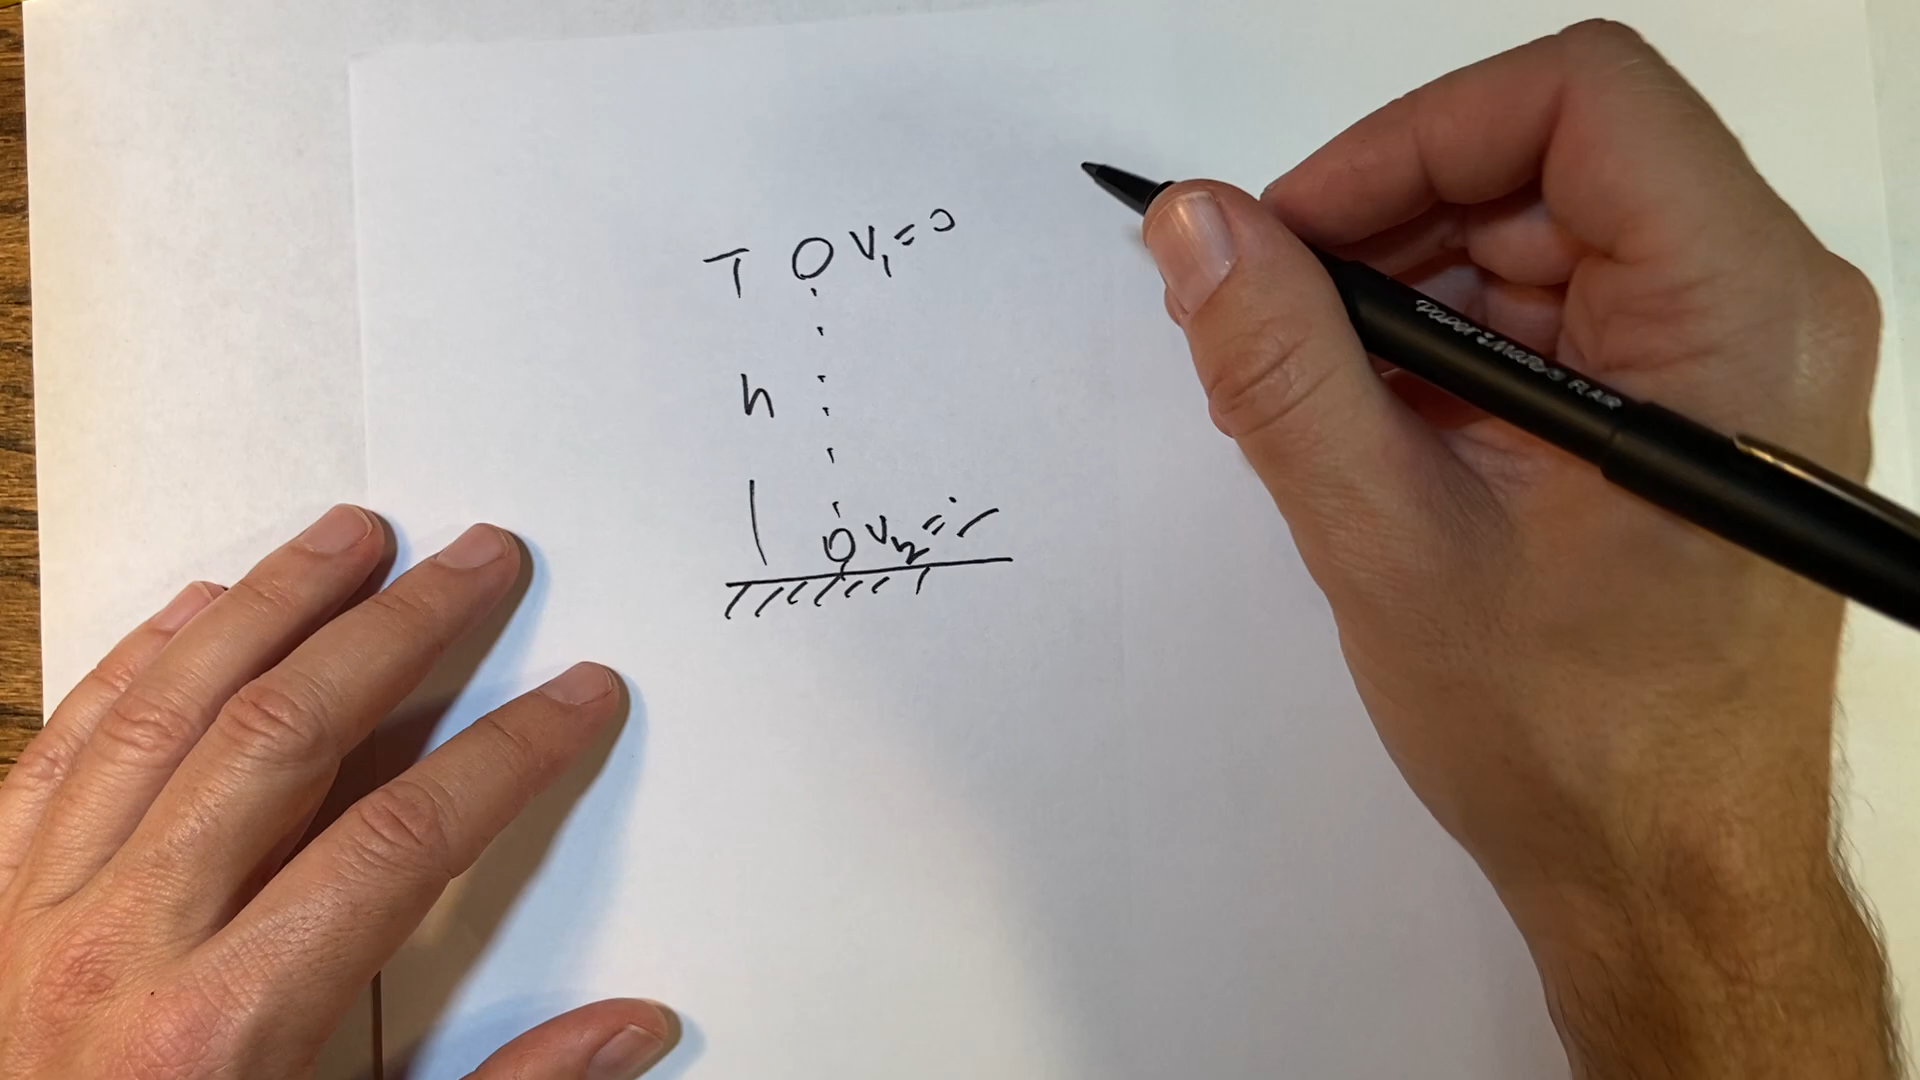 V₁=0
h
V₂=
Paper:Mate® FLAIR